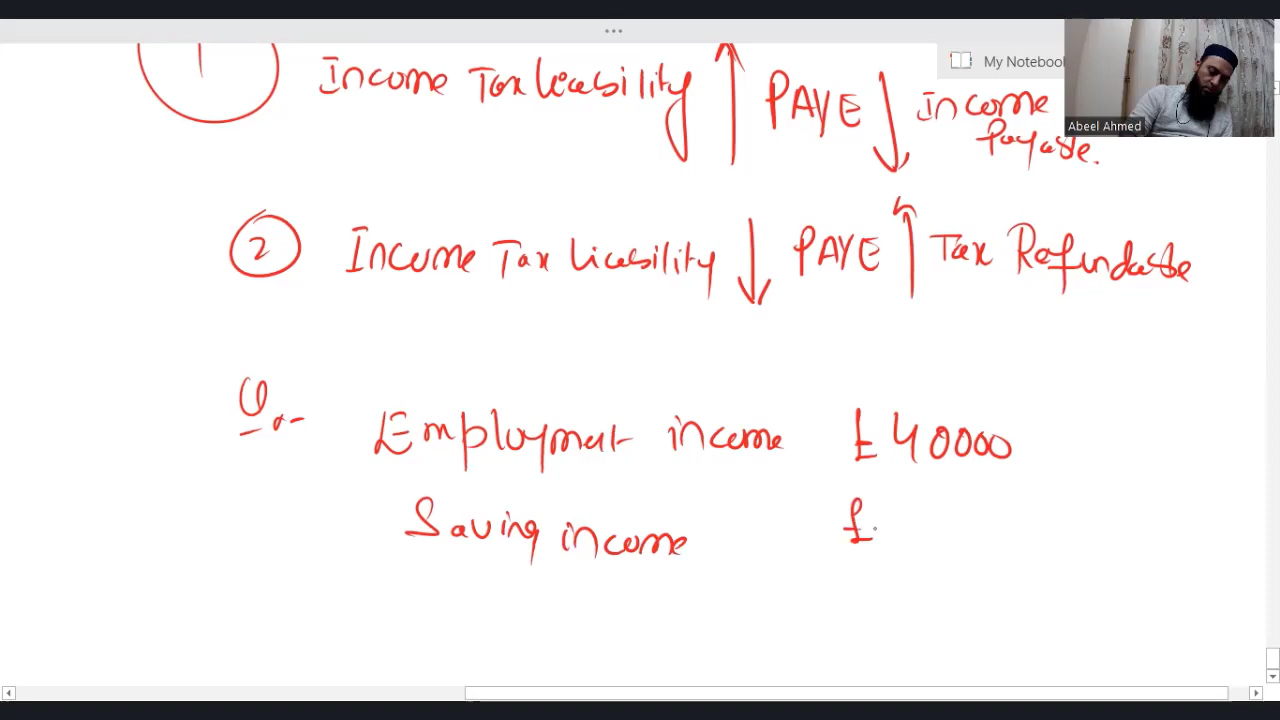 ...
My Notebook
Abeel Ahmed
1 Income Tax Liability ↑ PAYE ↓ Income
Payable.
2 Income Tax Liability ↓ PAYE ↑ Tax Refundable
Q.-
Employment income £40000
Saving income £